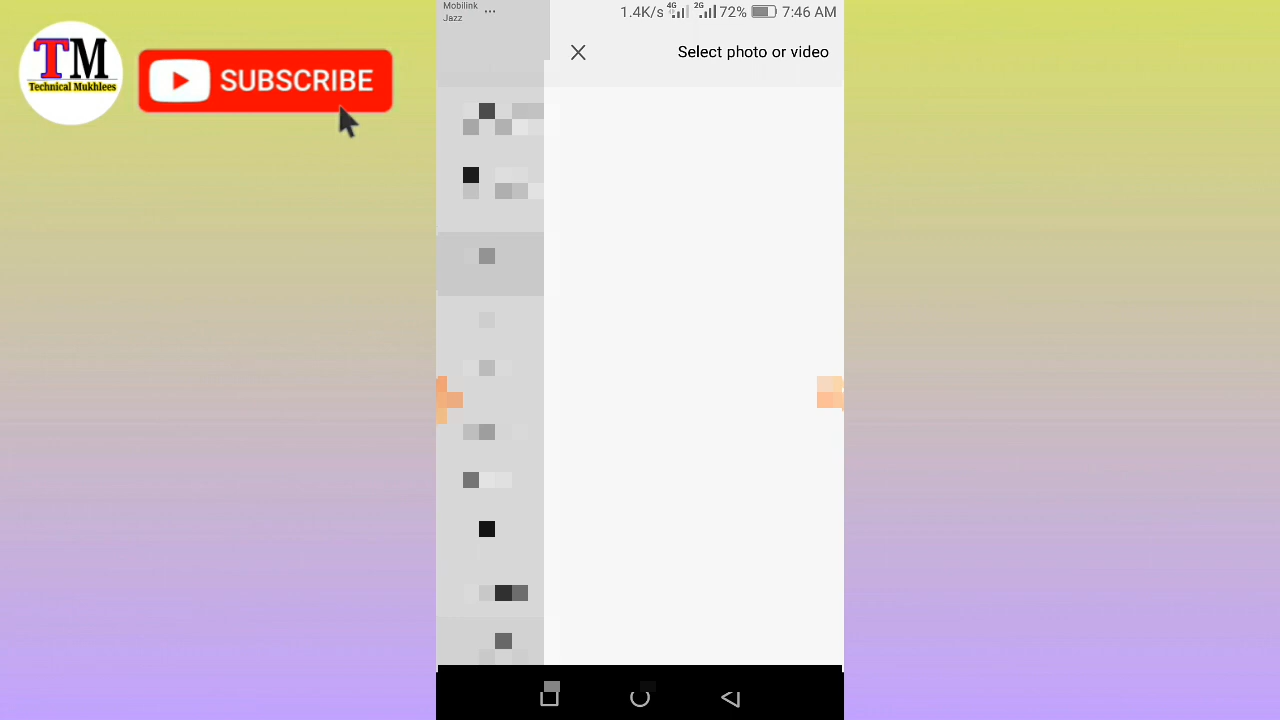 TM
Technical Mukhlees
SUBSCRIBE
Mobilink ...
Jazz
1.4K/s 4G 2G 72% 7:46 AM
Select photo or video